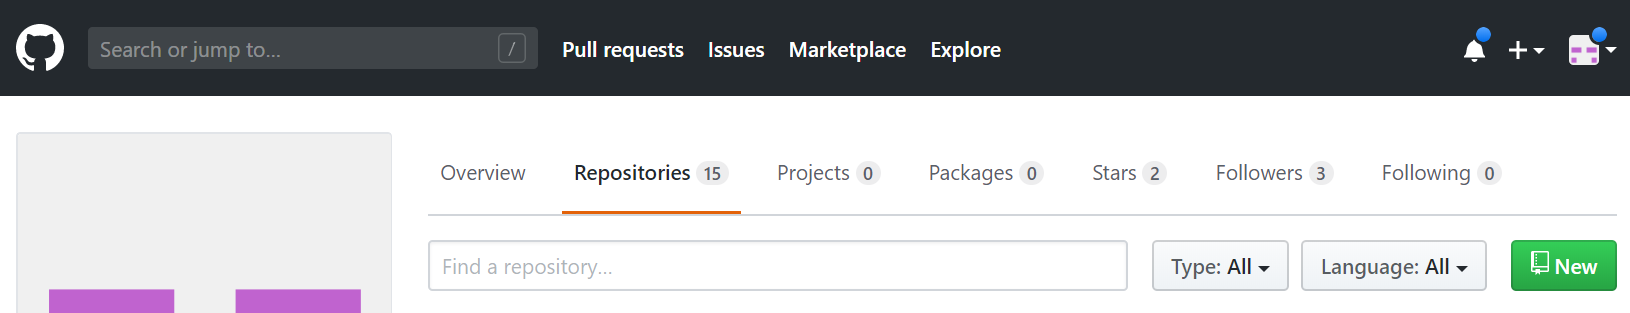 Search or jump to... / Pull requests Issues Marketplace Explore
Overview Repositories 15 Projects 0 Packages 0 Stars 2 Followers 3 Following 0
Find a repository... Type: All Language: All New